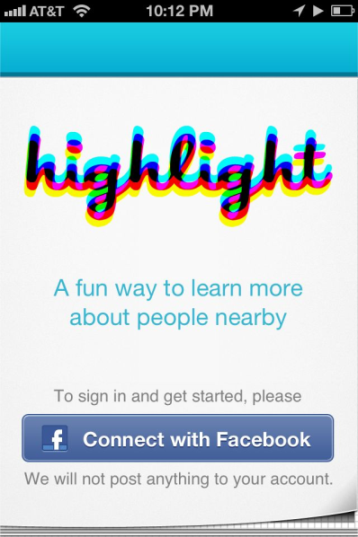 AT&T 10:12 PM
highlight
A fun way to learn more
about people nearby
To sign in and get started, please
f Connect with Facebook
We will not post anything to your account.